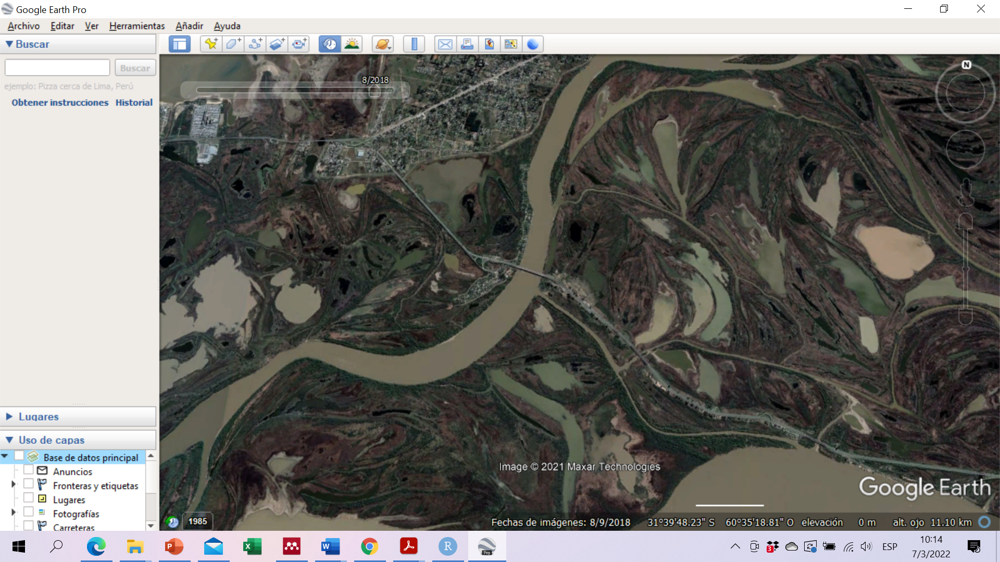 Google Earth Pro
Archivo Editar Ver Herramientas Añadir Ayuda
Buscar
Buscar
ejemplo: Pizza cerca de Lima, Perú
Obtener instrucciones Historial
8/2018
N
Lugares
Uso de capas
Base de datos principal
Anuncios
Fronteras y etiquetas
Lugares
Fotografías
Carreteras
Image © 2021 Maxar Technologies
Google Earth
1985
Fechas de imágenes: 8/9/2018 31°39'48.23" S 60°35'18.81" O elevación 0 m alt. ojo 11.10 km
P
X
W
R
Pro
3
ESP
10:14
7/3/2022
3